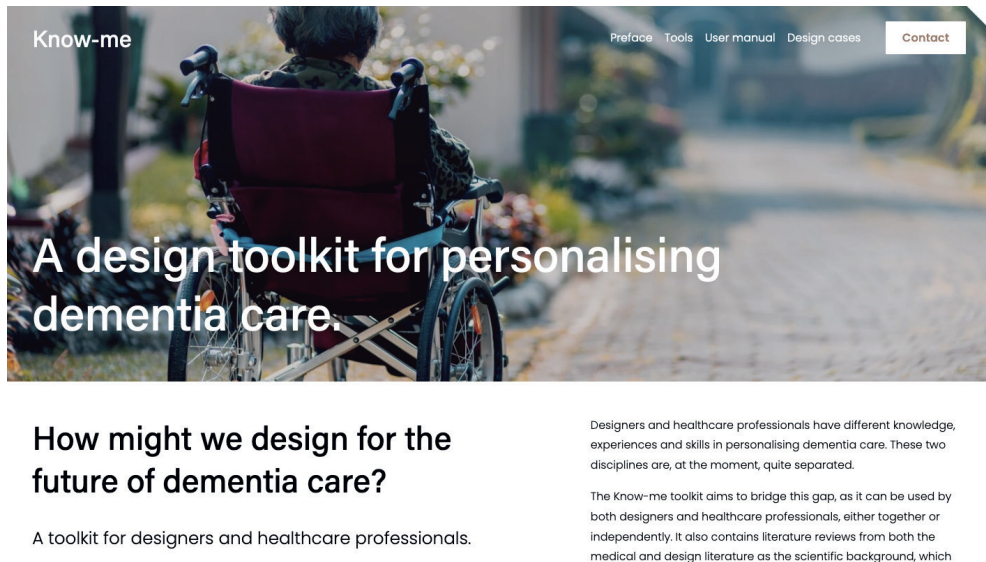 Know-me
Preface Tools User manual Design cases Contact
A design toolkit for personalising
dementia care.
How might we design for the
future of dementia care?
A toolkit for designers and healthcare professionals.
Designers and healthcare professionals have different knowledge,
experiences and skills in personalising dementia care. These two
disciplines are, at the moment, quite separated.
The Know-me toolkit aims to bridge this gap, as it can be used by
both designers and healthcare professionals, either together or
independently. It also contains literature reviews from both the
medical and design literature as the scientific background, which